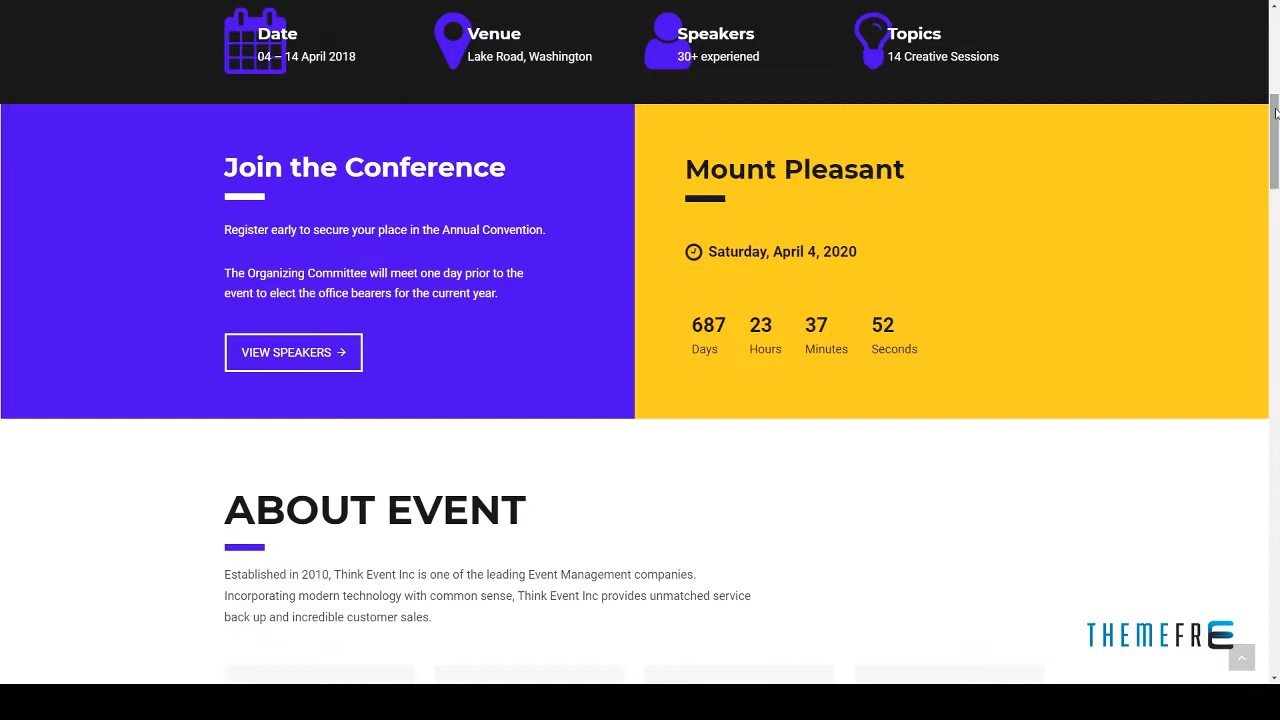 Date
04 – 14 April 2018
Venue
Lake Road, Washington
Speakers
30+ experiened
Topics
14 Creative Sessions
Join the Conference
Register early to secure your place in the Annual Convention.
The Organizing Committee will meet one day prior to the
event to elect the office bearers for the current year.
VIEW SPEAKERS →
Mount Pleasant
Saturday, April 4, 2020
687 23 37 52
Days Hours Minutes Seconds
ABOUT EVENT
Established in 2010, Think Event Inc is one of the leading Event Management companies.
Incorporating modern technology with common sense, Think Event Inc provides unmatched service
back up and incredible customer sales.
THEMEFRE